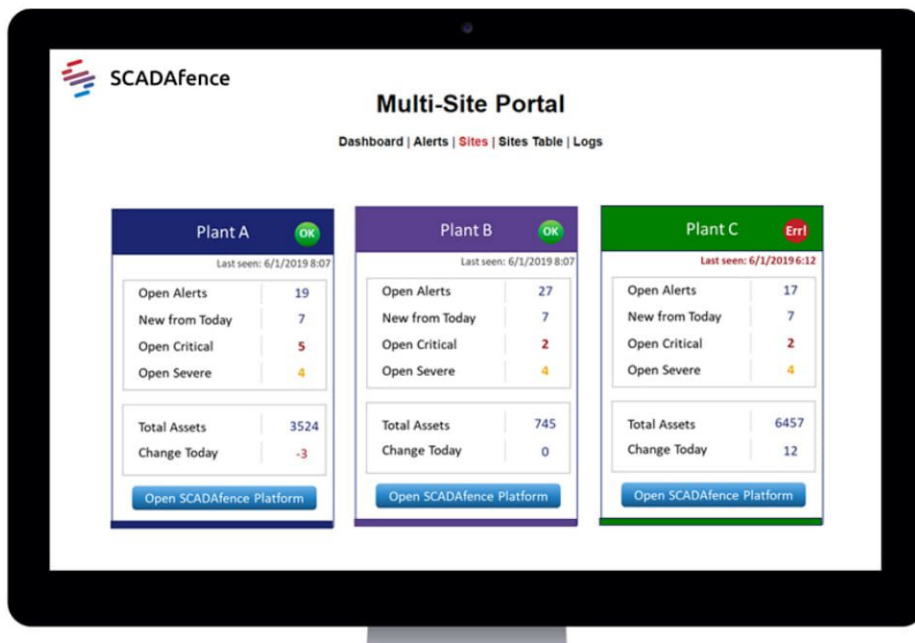 SCADAfence
Multi-Site Portal
Dashboard | Alerts | Sites | Sites Table | Logs
Plant A OK
Last seen: 6/1/2019 8:07
Open Alerts 19
New from Today 7
Open Critical 5
Open Severe 4
Total Assets 3524
Change Today -3
Open SCADAfence Platform
Plant B OK
Last seen: 6/1/2019 8:07
Open Alerts 27
New from Today 7
Open Critical 2
Open Severe 4
Total Assets 745
Change Today 0
Open SCADAfence Platform
Plant C Err!
Last seen: 6/1/2019 6:12
Open Alerts 17
New from Today 7
Open Critical 2
Open Severe 4
Total Assets 6457
Change Today 12
Open SCADAfence Platform